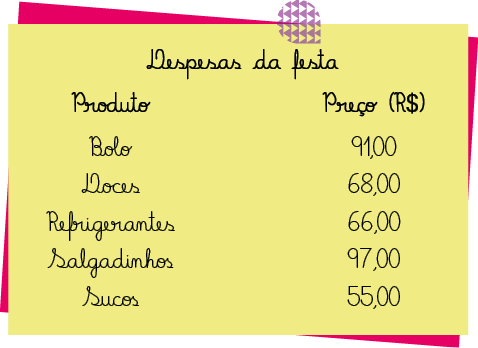 Despesas da festa
Produto Preço (R$)
Bolo 91,00
Doces 68,00
Refrigerantes 66,00
Salgadinhos 97,00
Sucos 55,00